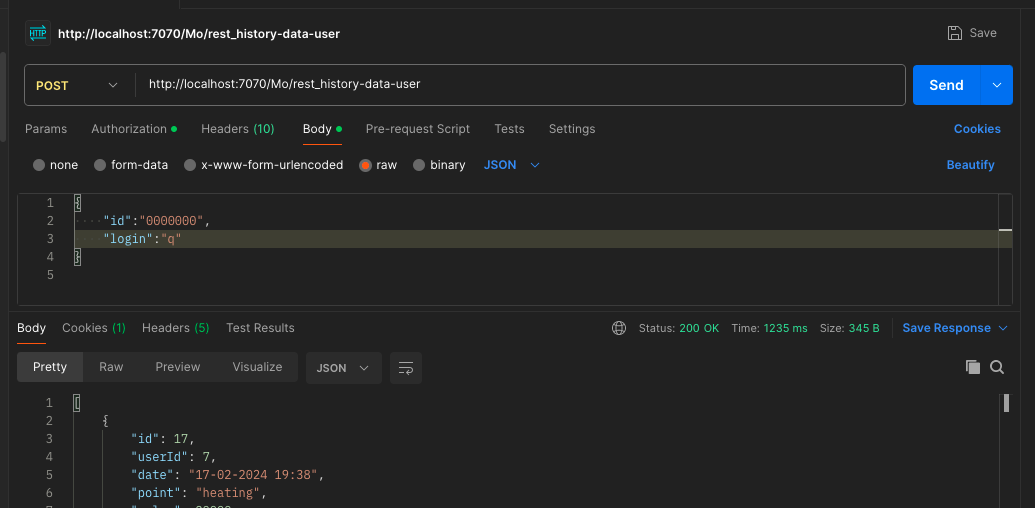 HTTP http://localhost:7070/Mo/rest_history-data-user Save
POST http://localhost:7070/Mo/rest_history-data-user Send
Params Authorization Headers (10) Body Pre-request Script Tests Settings Cookies
none form-data x-www-form-urlencoded raw binary JSON Beautify
1 {
2 "id":"0000000",
3 "login":"q"
4 }
5
Body Cookies (1) Headers (5) Test Results Status: 200 OK Time: 1235 ms Size: 345 B Save Response
Pretty Raw Preview Visualize JSON
1 [
2 {
3 "id": 17,
4 "userId": 7,
5 "date": "17-02-2024 19:38",
6 "point": "heating",